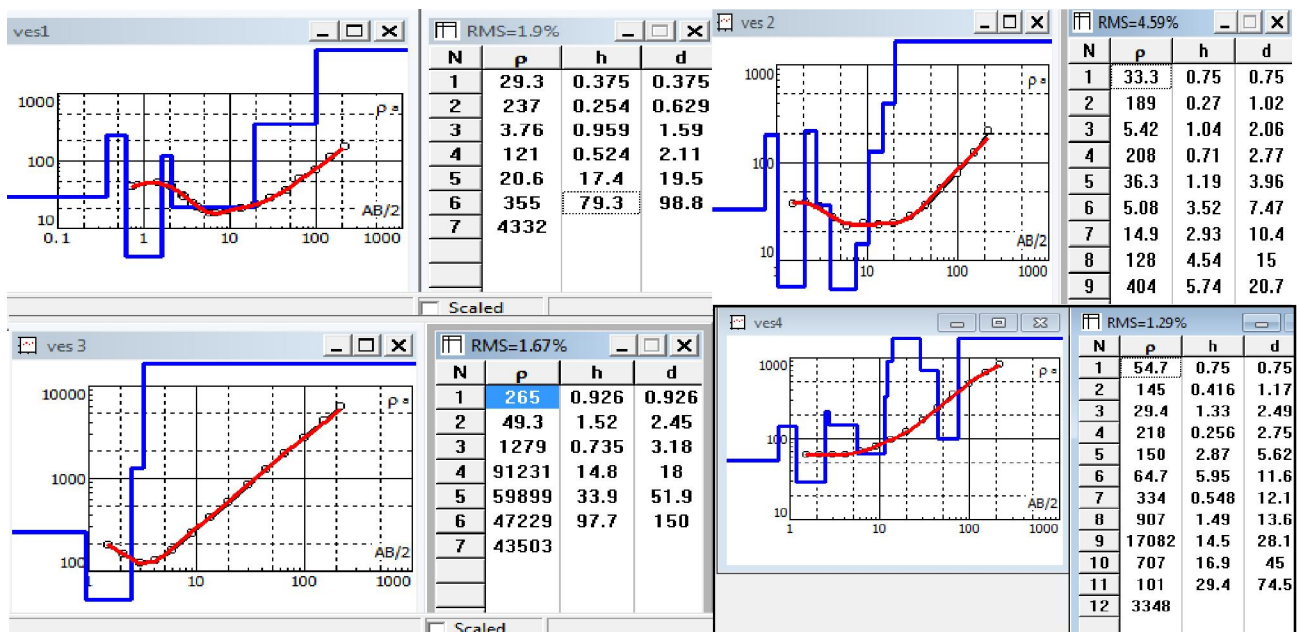 ves1
1000
100
10
0.1 1 10 100 1000
ρa
AB/2
RMS=1.9%
N ρ h d
1 29.3 0.375 0.375
2 237 0.254 0.629
3 3.76 0.959 1.59
4 121 0.524 2.11
5 20.6 17.4 19.5
6 355 79.3 98.8
7 4332
Scaled
ves 2
1000
100
10
1 10 100 1000
ρa
AB/2
RMS=4.59%
N ρ h d
1 33.3 0.75 0.75
2 189 0.27 1.02
3 5.42 1.04 2.06
4 208 0.71 2.77
5 36.3 1.19 3.96
6 5.08 3.52 7.47
7 14.9 2.93 10.4
8 128 4.54 15
9 404 5.74 20.7
ves 3
10000
1000
100
1 10 100 1000
ρa
AB/2
RMS=1.67%
N ρ h d
1 265 0.926 0.926
2 49.3 1.52 2.45
3 1279 0.735 3.18
4 91231 14.8 18
5 59899 33.9 51.9
6 47229 97.7 150
7 43503
Scaled
ves4
1000
100
10
1 10 100 1000
ρa
AB/2
RMS=1.29%
N ρ h d
1 54.7 0.75 0.75
2 145 0.416 1.17
3 29.4 1.33 2.49
4 218 0.256 2.75
5 150 2.87 5.62
6 64.7 5.95 11.6
7 334 0.548 12.1
8 907 1.49 13.6
9 17082 14.5 28.1
10 707 16.9 45
11 101 29.4 74.5
12 3348